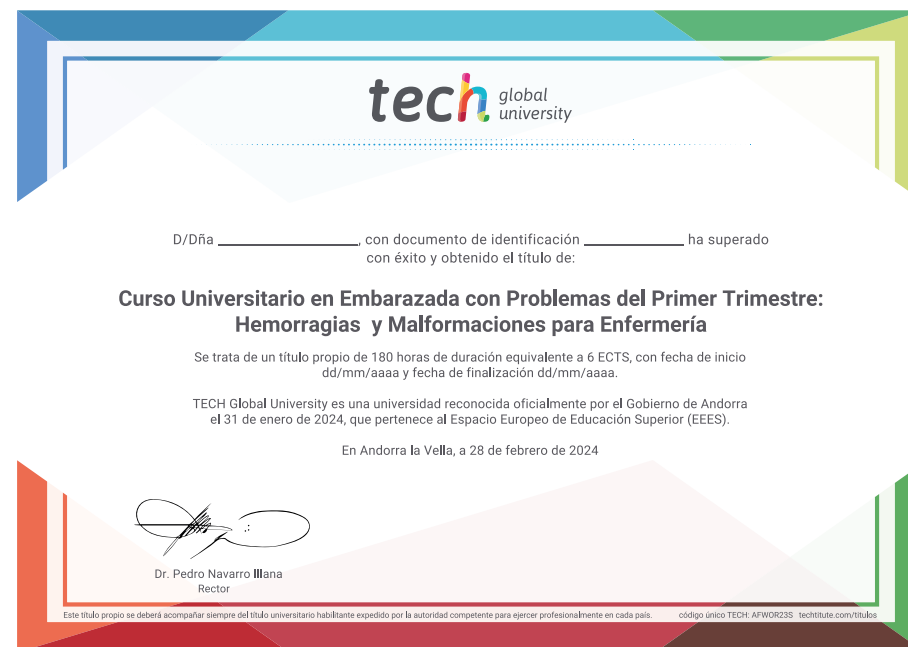 tech global university
D/Dña ________________, con documento de identificación ____________ ha superado
con éxito y obtenido el título de:
Curso Universitario en Embarazada con Problemas del Primer Trimestre:
Hemorragias y Malformaciones para Enfermería
Se trata de un título propio de 180 horas de duración equivalente a 6 ECTS, con fecha de inicio
dd/mm/aaaa y fecha de finalización dd/mm/aaaa.
TECH Global University es una universidad reconocida oficialmente por el Gobierno de Andorra
el 31 de enero de 2024, que pertenece al Espacio Europeo de Educación Superior (EEES).
En Andorra la Vella, a 28 de febrero de 2024
Dr. Pedro Navarro Illana
Rector
Este título propio se deberá acompañar siempre del título universitario habilitante expedido por la autoridad competente para ejercer profesionalmente en cada país. código único TECH: AFWOR23S techtitute.com/titulos